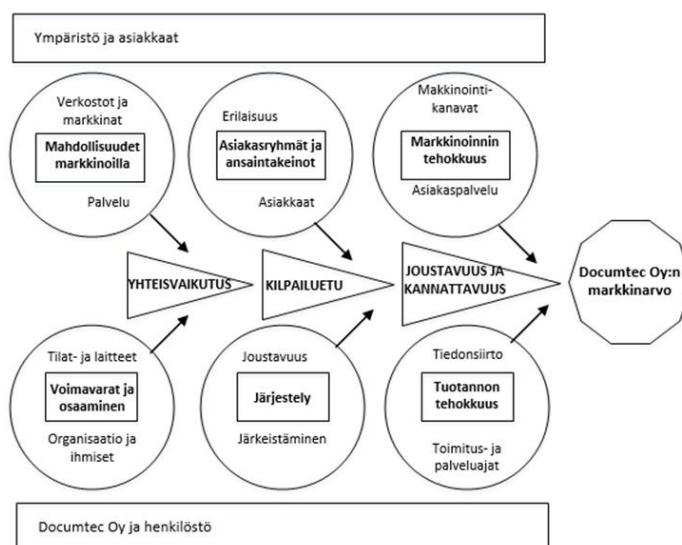 Ympäristö ja asiakkaat
Verkostot ja
markkinat
Mahdollisuudet
markkinoilla
Palvelu
Erilaisuus
Asiakasryhmät ja
ansaintakeinot
Asiakkaat
Makkinointi-
kanavat
Markkinoinnin
tehokkuus
Asiakaspalvelu
YHTEISVAIKUTUS
KILPAILUETU
JOUSTAVUUS JA
KANNATTAVUUS
Documtec Oy:n
markkinarvo
Tilat- ja laitteet
Voimavarat ja
osaaminen
Organisaatio ja
ihmiset
Joustavuus
Järjestely
Järkeistäminen
Tiedonsiirto
Tuotannon
tehokkuus
Toimitus- ja
palveluajat
Documtec Oy ja henkilöstö